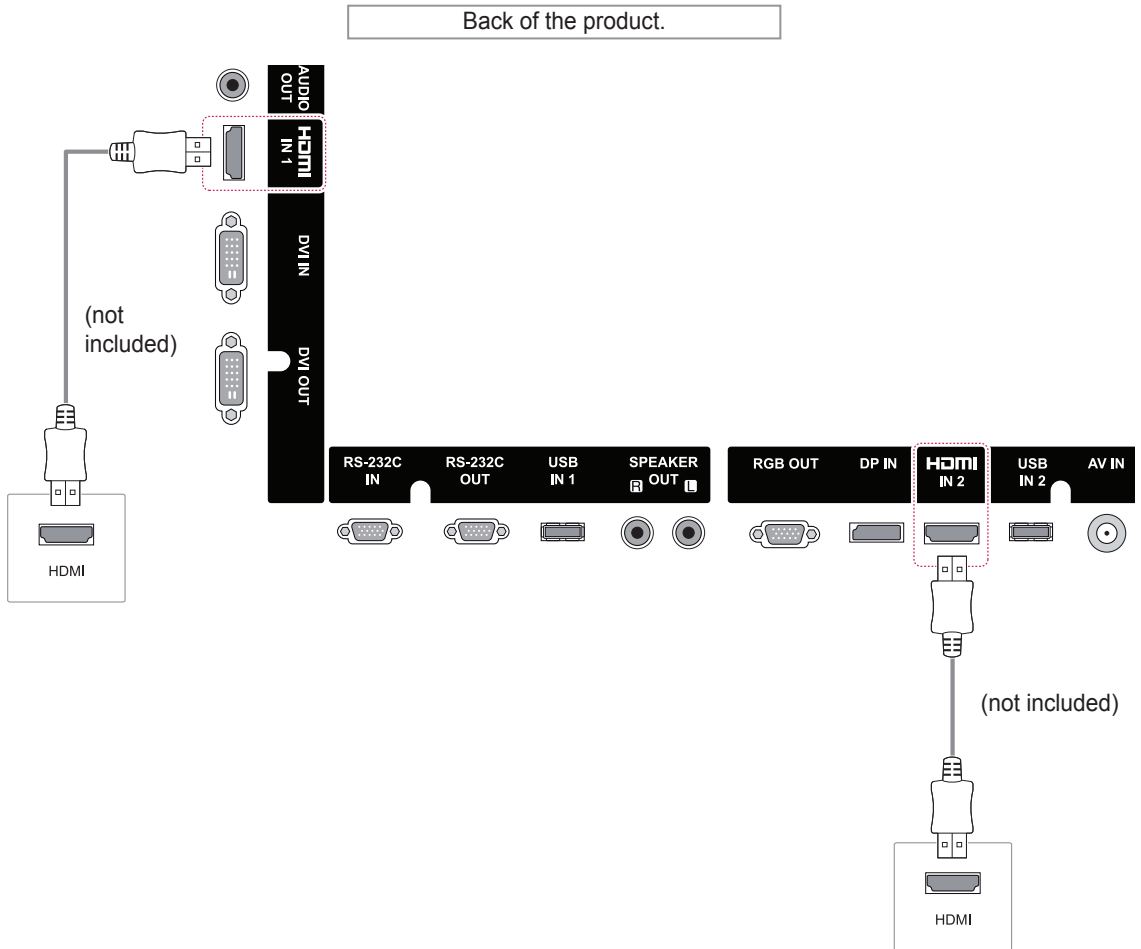 Back of the product.
AUDIO
OUT
HDMI
IN 1
DVI IN
(not
included)
DVI OUT
RS-232C
IN
RS-232C
OUT
USB
IN 1
SPEAKER
R OUT L
RGB OUT
DP IN
HDMI
IN 2
USB
IN 2
AV IN
HDMI
(not included)
HDMI